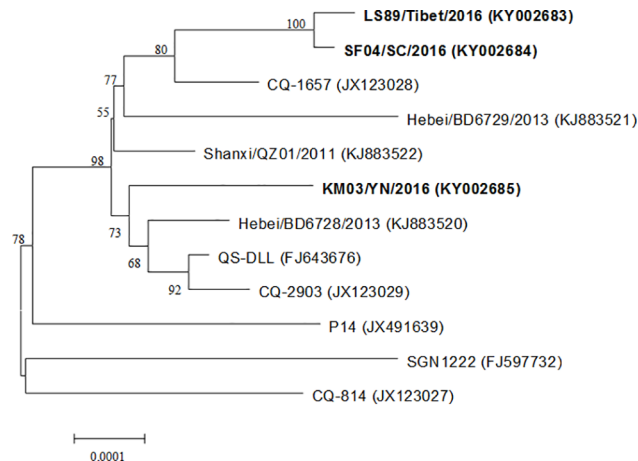 LS89/Tibet/2016 (KY002683)
100
SF04/SC/2016 (KY002684)
80
CQ-1657 (JX123028)
77
Hebei/BD6729/2013 (KJ883521)
55
Shanxi/QZ01/2011 (KJ883522)
98
KM03/YN/2016 (KY002685)
73
Hebei/BD6728/2013 (KJ883520)
78
QS-DLL (FJ643676)
68
92
CQ-2903 (JX123029)
P14 (JX491639)
SGN1222 (FJ597732)
CQ-814 (JX123027)
0.0001